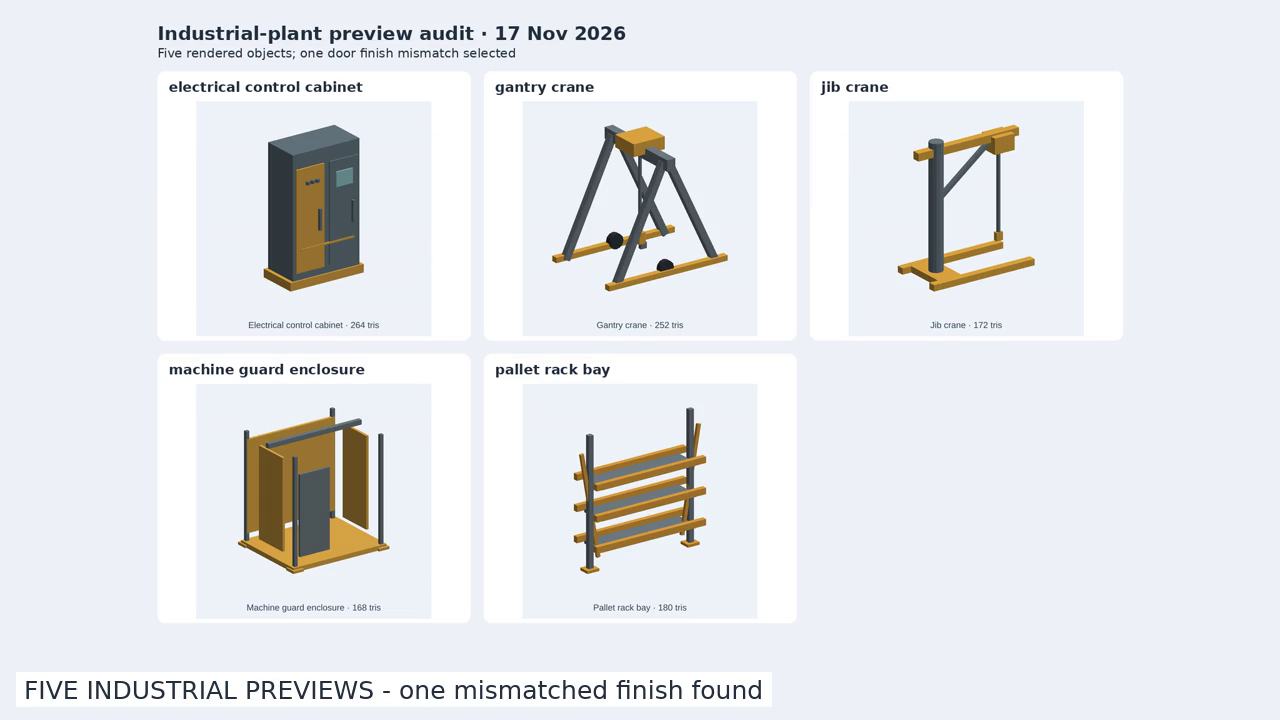 Industrial-plant preview audit · 17 Nov 2026
Five rendered objects; one door finish mismatch selected
electrical control cabinet
gantry crane
jib crane
Electrical control cabinet · 264 tris
Gantry crane · 252 tris
Jib crane · 172 tris
machine guard enclosure
pallet rack bay
Machine guard enclosure · 168 tris
Pallet rack bay · 180 tris
FIVE INDUSTRIAL PREVIEWS - one mismatched finish found